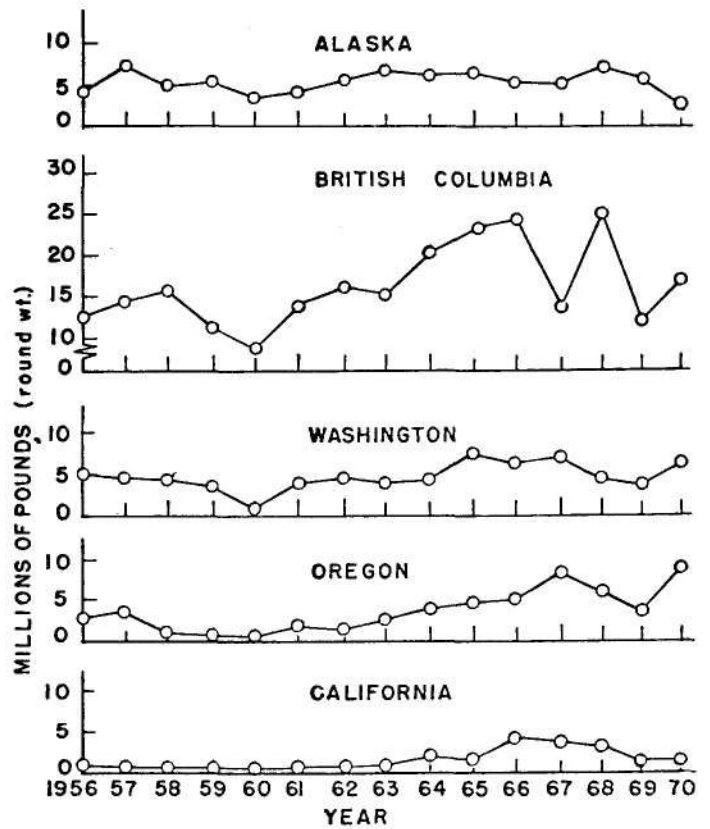 MILLIONS OF POUNDS (round wt.)
ALASKA
10
5
0
BRITISH COLUMBIA
30
25
20
15
10
0
WASHINGTON
10
5
0
OREGON
10
5
0
CALIFORNIA
10
5
0
1956 57 58 59 60 61 62 63 64 65 66 67 68 69 70
YEAR